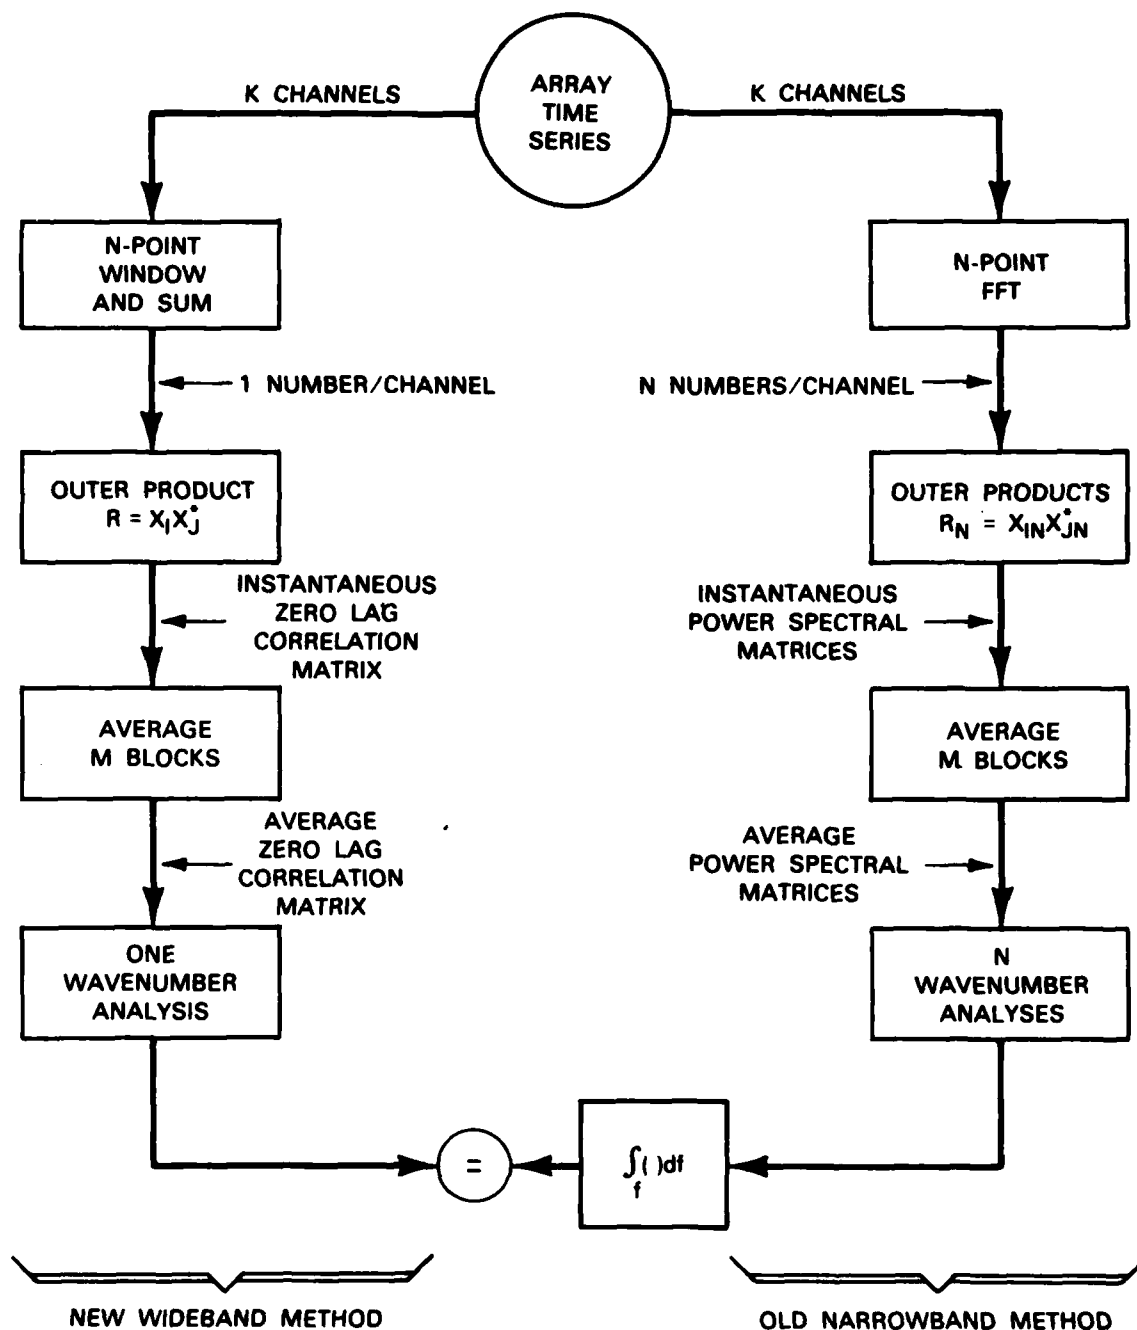 ARRAY
TIME
SERIES
K CHANNELS
K CHANNELS
N-POINT
WINDOW
AND SUM
N-POINT
FFT
1 NUMBER/CHANNEL
N NUMBERS/CHANNEL
OUTER PRODUCT
R = X_I X_J^*
OUTER PRODUCTS
R_N = X_IN X_JN^*
INSTANTANEOUS
ZERO LAG
CORRELATION
MATRIX
INSTANTANEOUS
POWER SPECTRAL
MATRICES
AVERAGE
M BLOCKS
AVERAGE
M BLOCKS
AVERAGE
ZERO LAG
CORRELATION
MATRIX
AVERAGE
POWER SPECTRAL
MATRICES
ONE
WAVENUMBER
ANALYSIS
N
WAVENUMBER
ANALYSES
=
∫_f ( )df
NEW WIDEBAND METHOD
OLD NARROWBAND METHOD